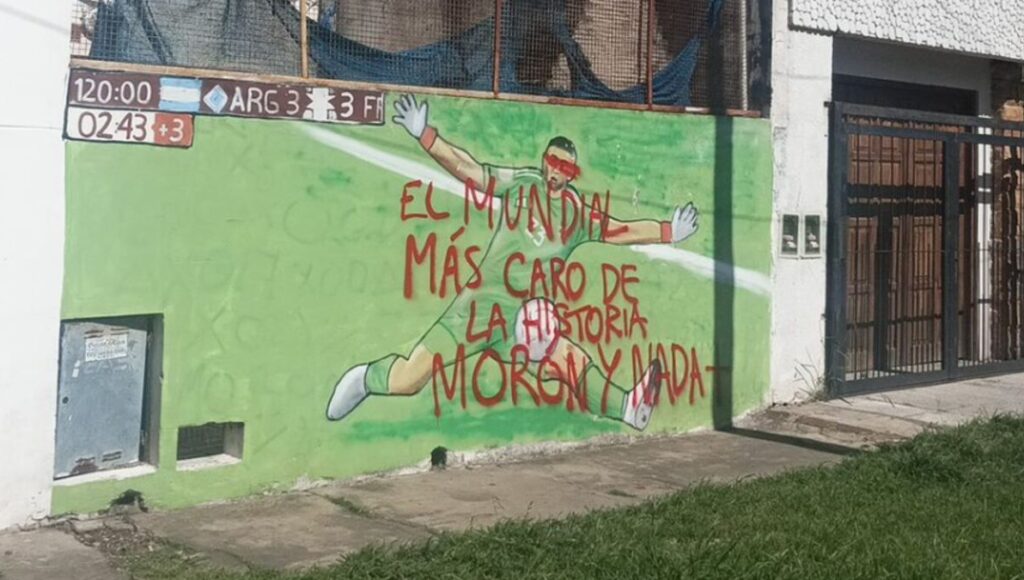 120:00 ARG 3 3 FR
02:43 +3
EL MUNDIAL
MÁS CARO DE
LA HISTORIA
MORON Y NADA +